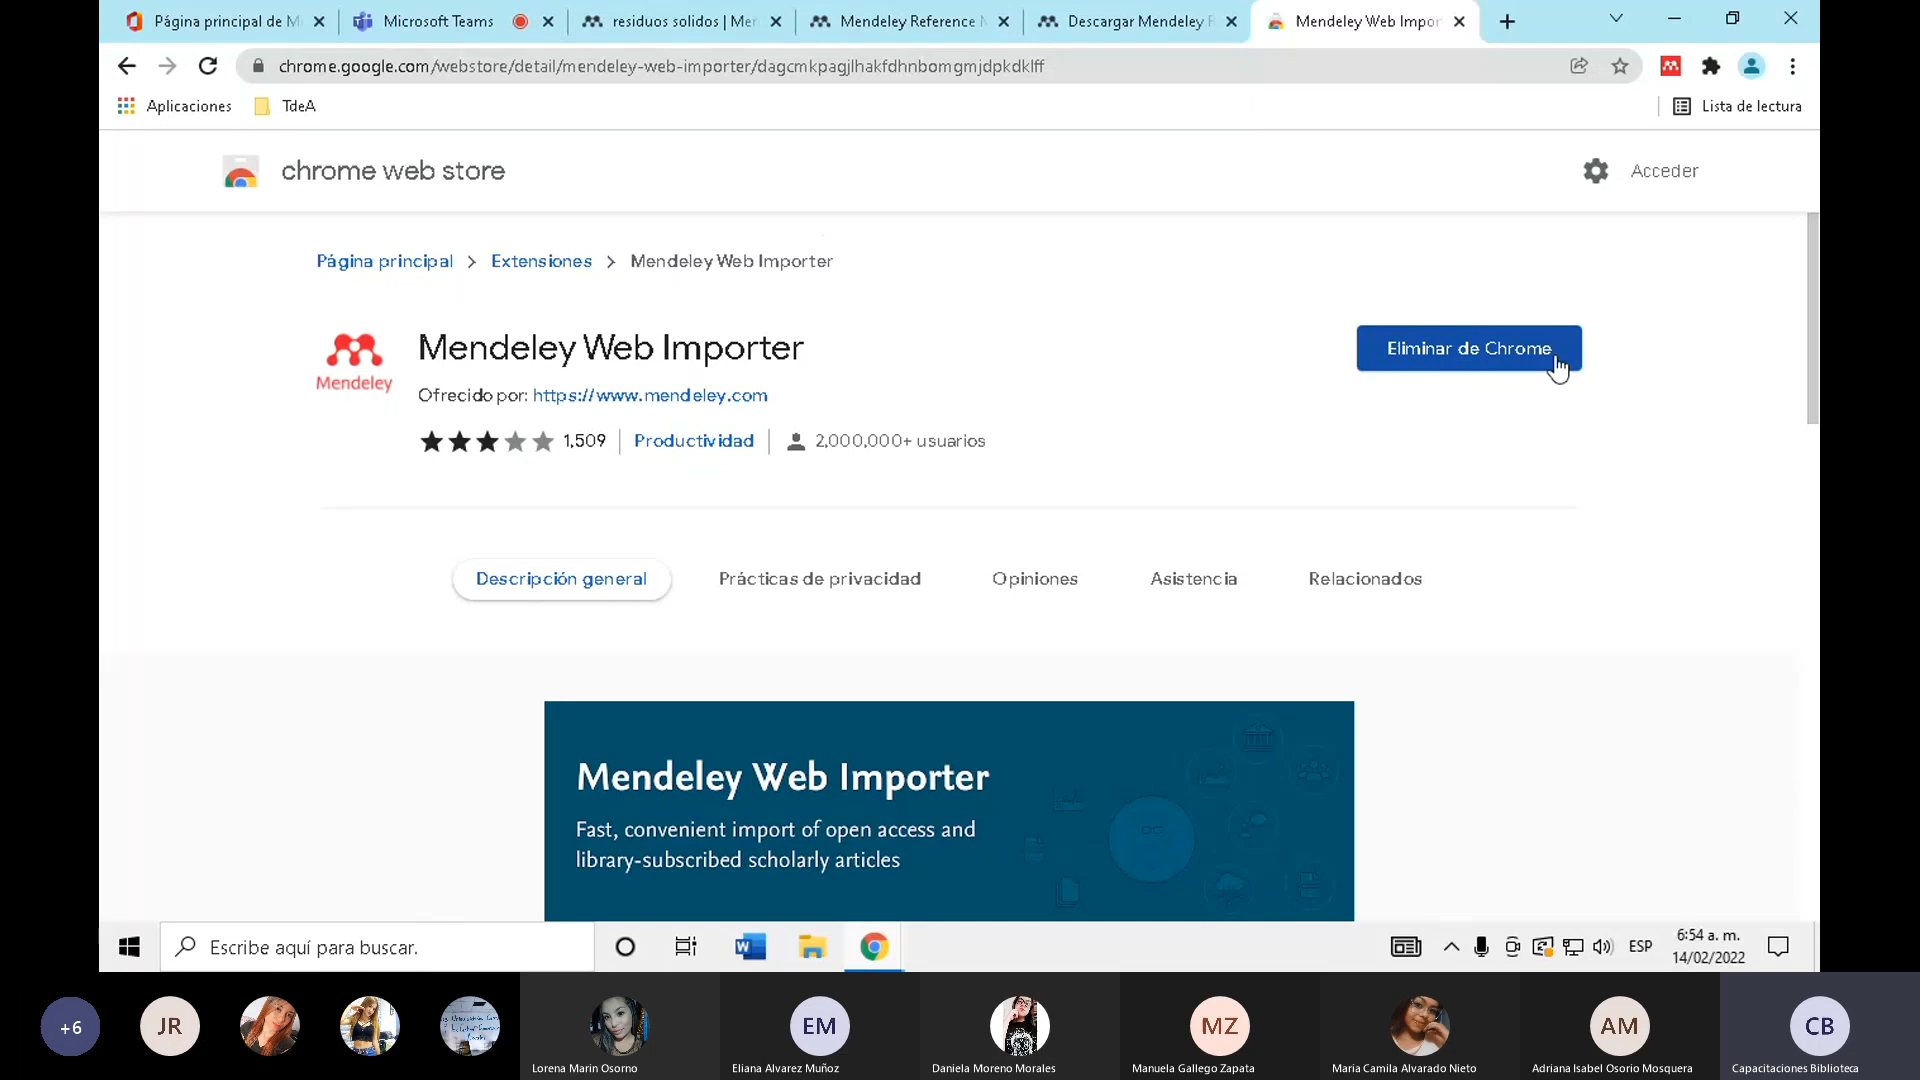 Página principal de M
Microsoft Teams
residuos solidos | Men
Mendeley Reference M
Descargar Mendeley R
Mendeley Web Impor
chrome.google.com/webstore/detail/mendeley-web-importer/dagcmkpagjlhakfdhnbomgmjdpkdklff
Aplicaciones
TdeA
Lista de lectura
chrome web store
Acceder
Página principal > Extensiones > Mendeley Web Importer
Mendeley
Mendeley Web Importer
Eliminar de Chrome
Ofrecido por: https://www.mendeley.com
1,509
Productividad
2,000,000+ usuarios
Descripción general
Prácticas de privacidad
Opiniones
Asistencia
Relacionados
Mendeley Web Importer
Fast, convenient import of open access and
library-subscribed scholarly articles
Escribe aquí para buscar.
ESP
6:54 a. m.
14/02/2022
+6
JR
EM
MZ
AM
CB
Lorena Marin Osorno
Eliana Alvarez Muñoz
Daniela Moreno Morales
Manuela Gallego Zapata
Maria Camila Alvarado Nieto
Adriana Isabel Osorio Mosquera
Capacitaciones Biblioteca